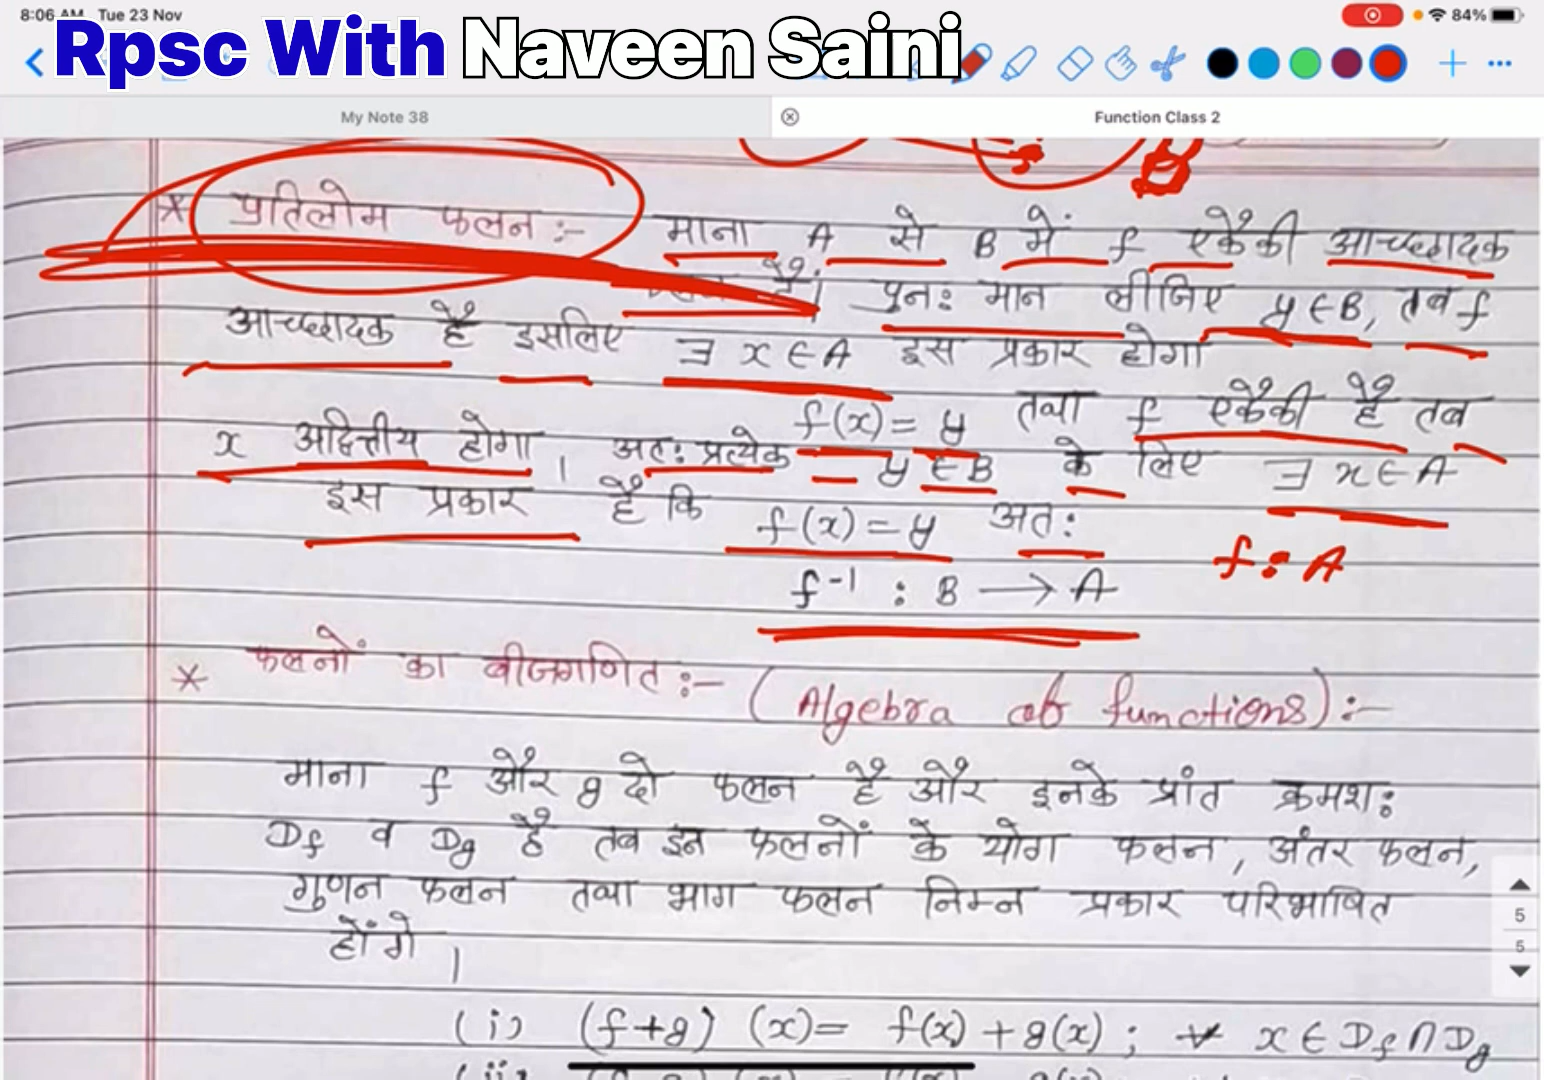 8:06 AM Tue 23 Nov
84%
Rpsc With Naveen Saini
My Note 38
Function Class 2
* प्रतिलोम फलन :- माना A से B में f एकैकी आच्छादक
है। पुनः मान लीजिए y ∈ B, तब f
आच्छादक है इसलिए ∃ x ∈ A इस प्रकार होगा
f(x) = y तथा f एकैकी है तब
x अद्वितीय होगा। अतः प्रत्येक y ∈ B के लिए ∃ x ∈ A
इस प्रकार है कि f(x) = y अतः
f : A
f⁻¹ : B → A
* फलनों का बीजगणित :- (Algebra of functions) :-
माना f और g दो फलन है और इनके प्रांत क्रमशः
Df व Dg है तब इन फलनों के योग फलन, अंतर फलन,
गुणन फलन तथा भाग फलन निम्न प्रकार परिभाषित
होंगे।
5
5
(i) (f+g) (x) = f(x) + g(x) ; ∀ x ∈ Df ∩ Dg